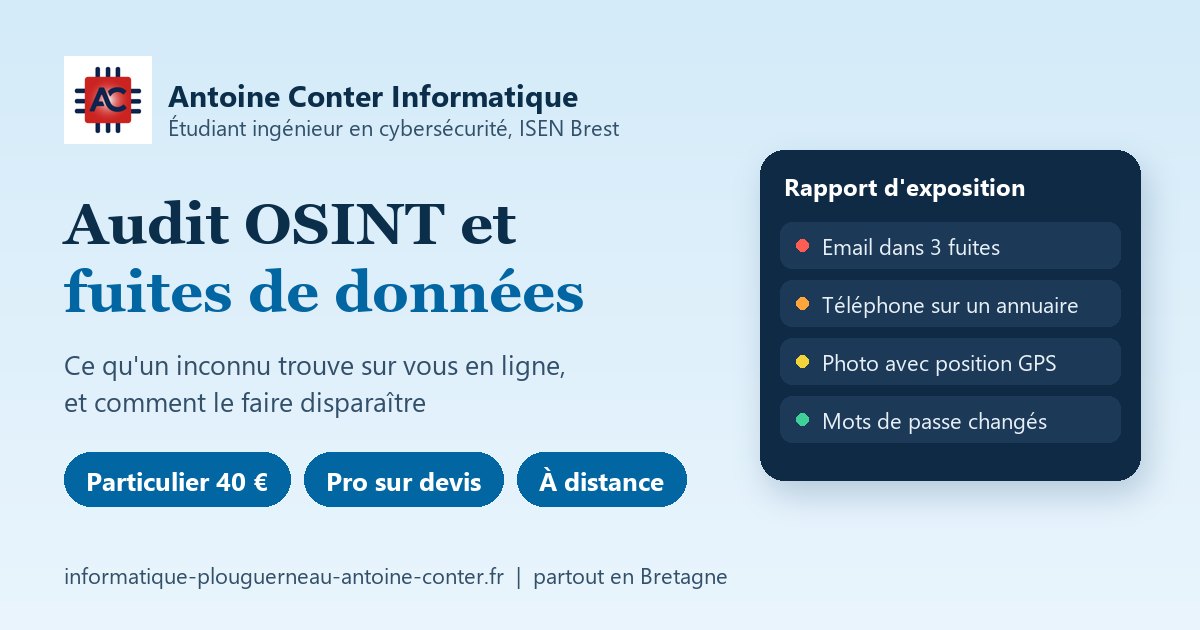 AC
Antoine Conter Informatique
Étudiant ingénieur en cybersécurité, ISEN Brest
Audit OSINT et
fuites de données
Ce qu'un inconnu trouve sur vous en ligne,
et comment le faire disparaître
Particulier 40 €
Pro sur devis
À distance
informatique-plouguerneau-antoine-conter.fr | partout en Bretagne
Rapport d'exposition
Email dans 3 fuites
Téléphone sur un annuaire
Photo avec position GPS
Mots de passe changés